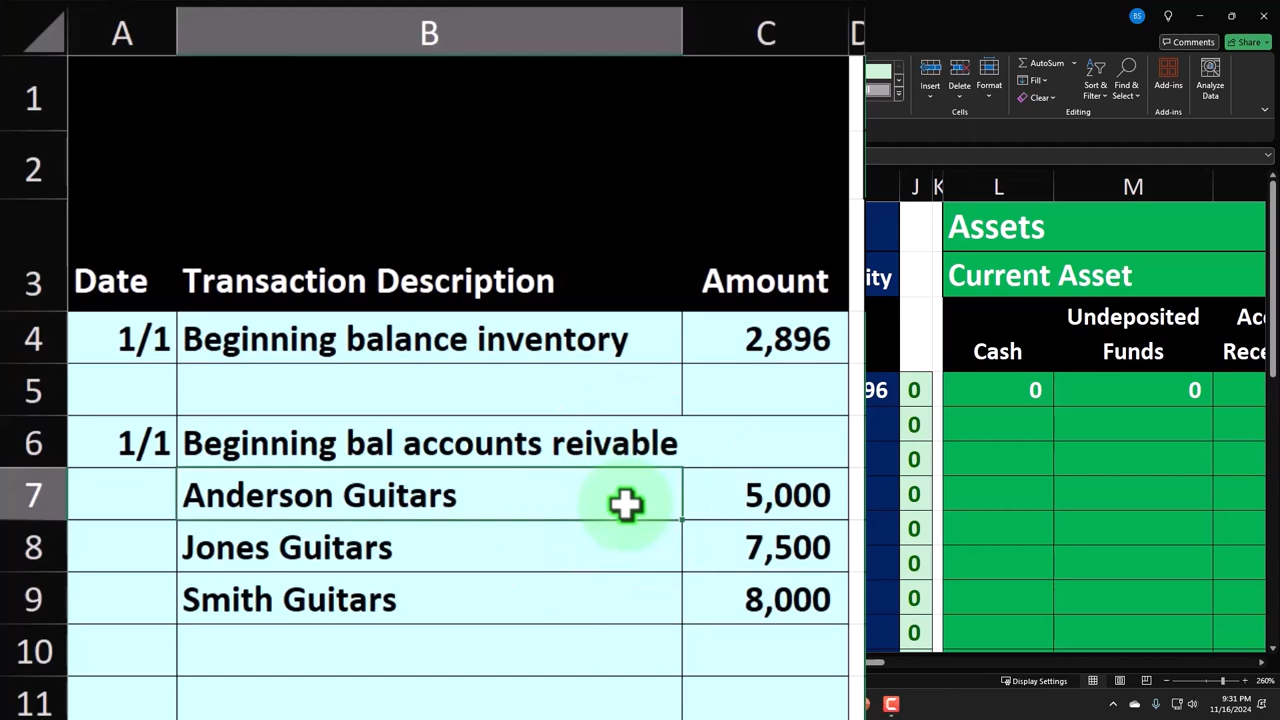 A B C
1
2
3 Date Transaction Description Amount
4 1/1 Beginning balance inventory 2,896
5
6 1/1 Beginning bal accounts reivable
7 Anderson Guitars 5,000
8 Jones Guitars 7,500
9 Smith Guitars 8,000
10
11
BS
Comments Share
AutoSum
Fill
Clear
Insert Delete Format
Sort & Filter Find & Select
Add-ins Analyze Data
Cells Editing Add-ins
J K L M
Assets
ity Current Asset
Undeposited
Cash Funds
96 0 0 0
0
0
0
0
0
0
0
Display Settings 260%
9:31 PM
11/16/2024